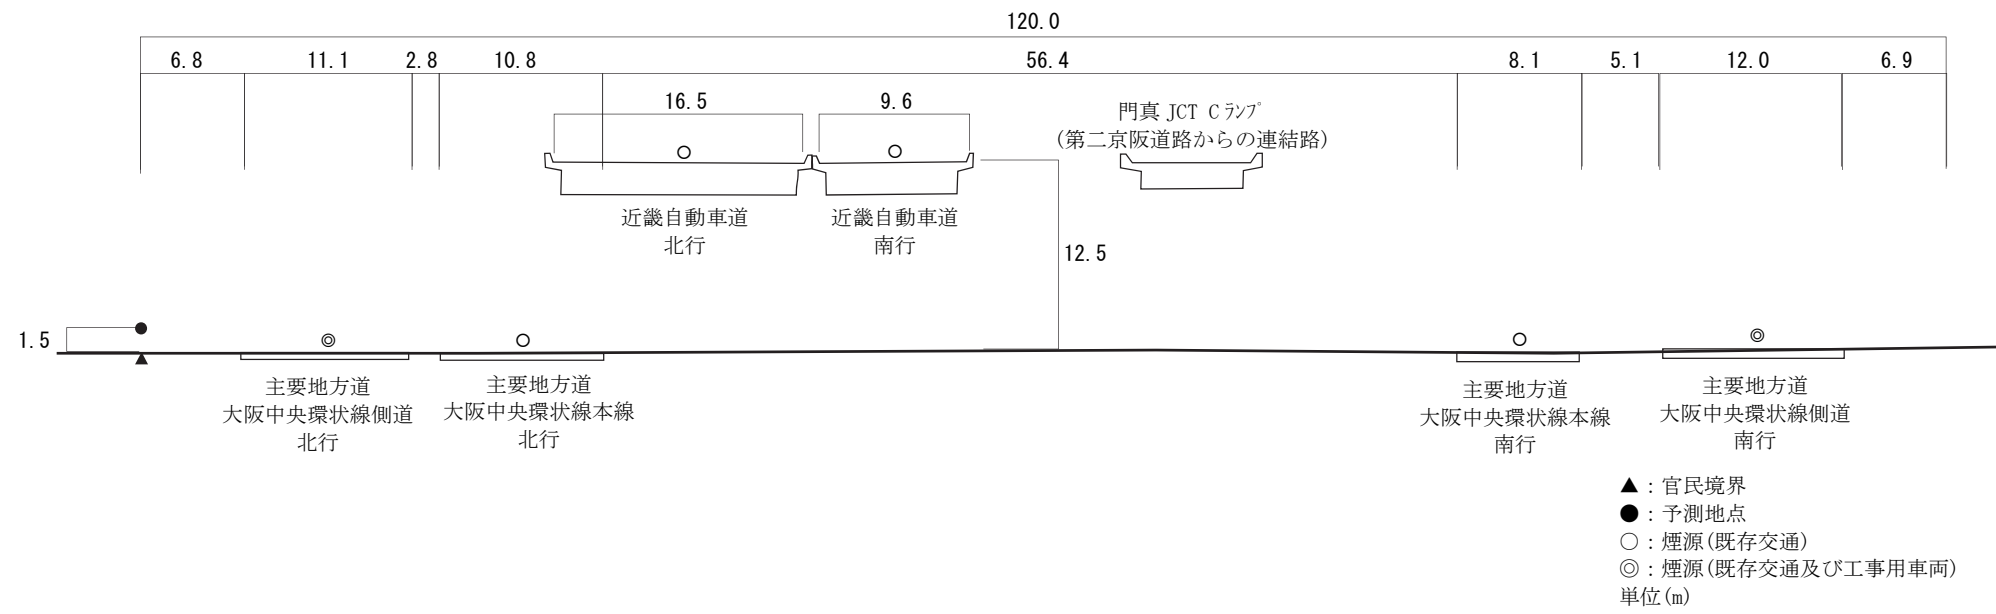 120.0
6.8 11.1 2.8 10.8 56.4 8.1 5.1 12.0 6.9
16.5 9.6
門真 JCT Cﾗﾝﾌﾟ
(第二京阪道路からの連結路)
近畿自動車道
北行
近畿自動車道
南行
12.5
1.5
主要地方道
大阪中央環状線側道
北行
主要地方道
大阪中央環状線本線
北行
主要地方道
大阪中央環状線本線
南行
主要地方道
大阪中央環状線側道
南行
▲：官民境界
●：予測地点
○：煙源(既存交通)
◎：煙源(既存交通及び工事用車両)
単位(m)